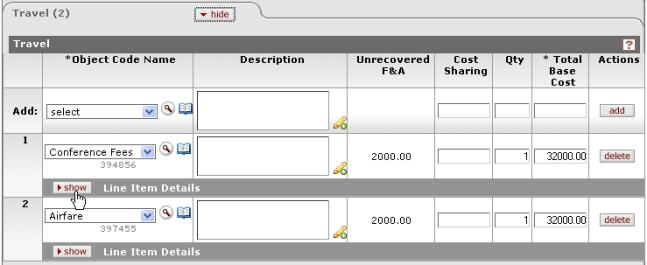 Travel (2) hide
Travel ?
*Object Code Name Description Unrecovered F&A Cost Sharing Qty * Total Base Cost Actions
Add: select add
1 Conference Fees 2000.00 1 32000.00 delete
394856
show Line Item Details
2 Airfare 2000.00 1 32000.00 delete
397455
show Line Item Details